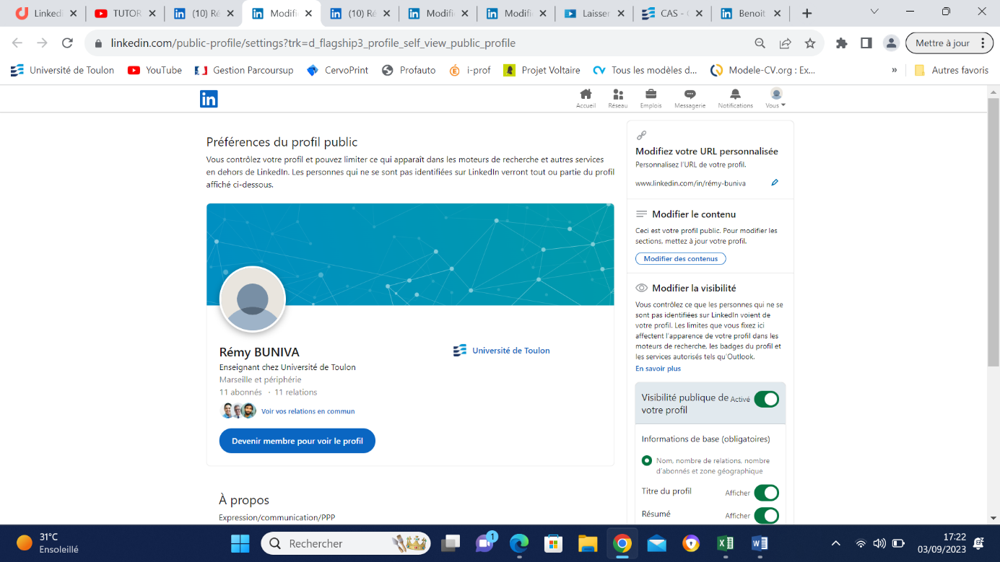 Linked
TUTOR
(10) Ré
Modifi
(10) Ré
Modifi
Modifi
Laisser
CAS - 
Benoit
linkedin.com/public-profile/settings?trk=d_flagship3_profile_self_view_public_profile
Mettre à jour
Université de Toulon
YouTube
Gestion Parcoursup
CervoPrint
Profauto
i-prof
Projet Voltaire
Tous les modèles d...
Modele-CV.org : Ex...
»
Autres favoris
in
Accueil
Réseau
Emplois
Messagerie
Notifications
Vous
Préférences du profil public
Vous contrôlez votre profil et pouvez limiter ce qui apparaît dans les moteurs de recherche et autres services
en dehors de LinkedIn. Les personnes qui ne se sont pas identifiées sur LinkedIn verront tout ou partie du profil
affiché ci-dessous.
Rémy BUNIVA
Enseignant chez Université de Toulon
Marseille et périphérie
11 abonnés · 11 relations
Voir vos relations en commun
Devenir membre pour voir le profil
Université de Toulon
À propos
Expression/communication/PPP
Modifiez votre URL personnalisée
Personnalisez l'URL de votre profil.
www.linkedin.com/in/rémy-buniva
Modifier le contenu
Ceci est votre profil public. Pour modifier les
sections, mettez à jour votre profil.
Modifier des contenus
Modifier la visibilité
Vous contrôlez ce que les personnes qui ne se
sont pas identifiées sur LinkedIn voient de
votre profil. Les limites que vous fixez ici
affectent l'apparence de votre profil dans les
moteurs de recherche, les badges du profil et
les services autorisés tels qu'Outlook.
En savoir plus
Visibilité publique de
votre profil
Activé
Informations de base (obligatoires)
Nom, nombre de relations, nombre
d'abonnés et zone géographique
Titre du profil
Afficher
Résumé
Afficher
31°C
Ensoleillé
Rechercher
1
17:22
03/09/2023